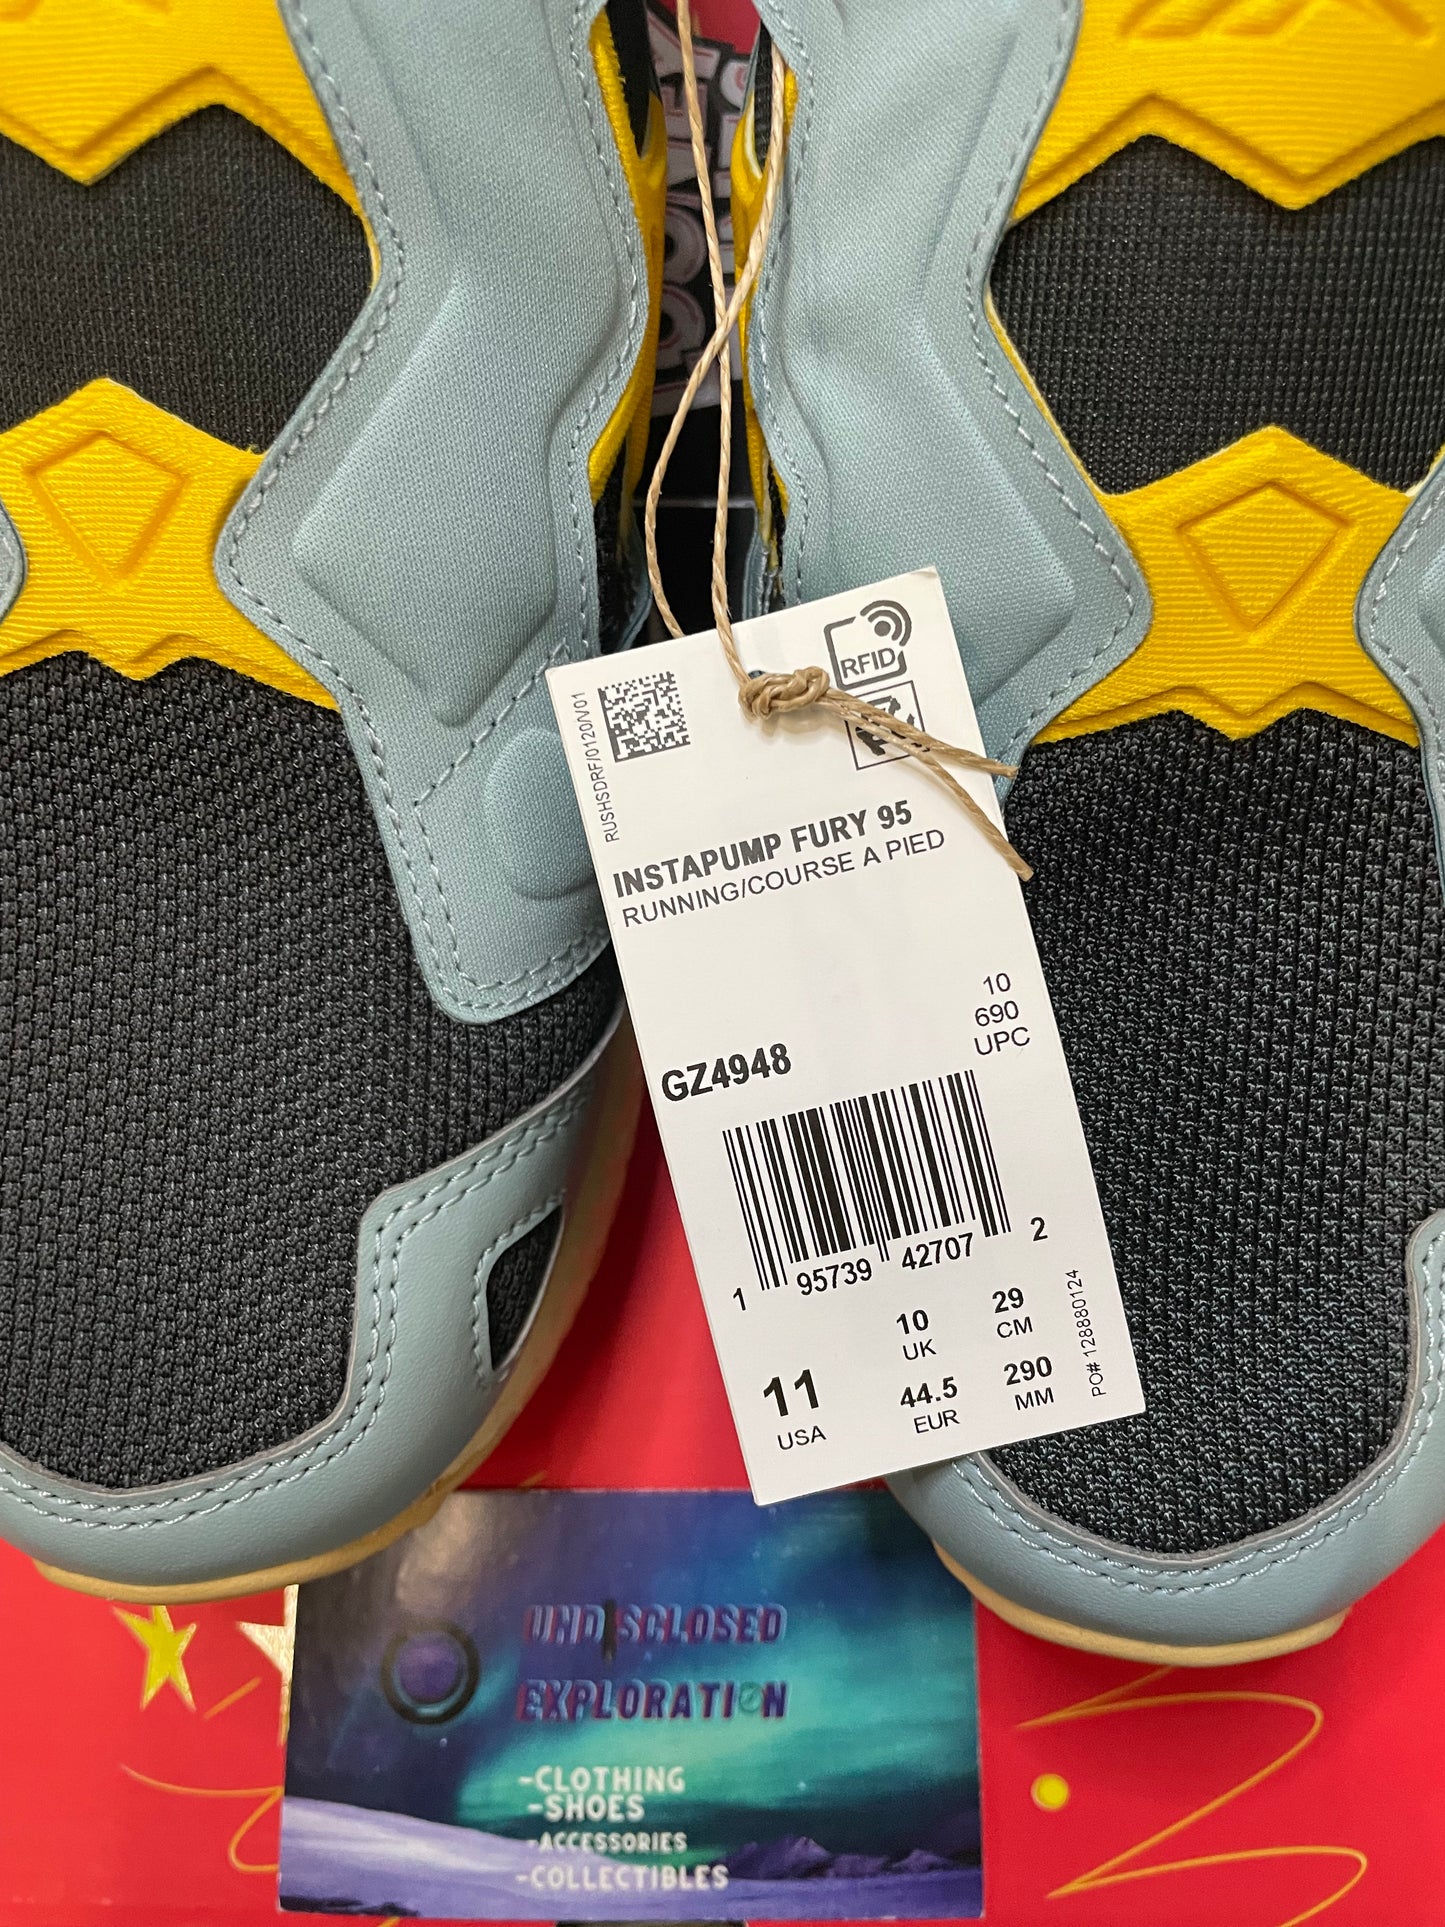 RFID
RUSHSDRF/0120/V01
INSTAPUMP FURY 95
RUNNING/COURSE A PIED
10
690
UPC
GZ4948
1 95739 42707 2
10
UK
29
CM
11
USA
44.5
EUR
290
MM
PO# 128880124
UNDISCLOSED
EXPLORATION
-CLOTHING
-SHOES
-ACCESSORIES
-COLLECTIBLES